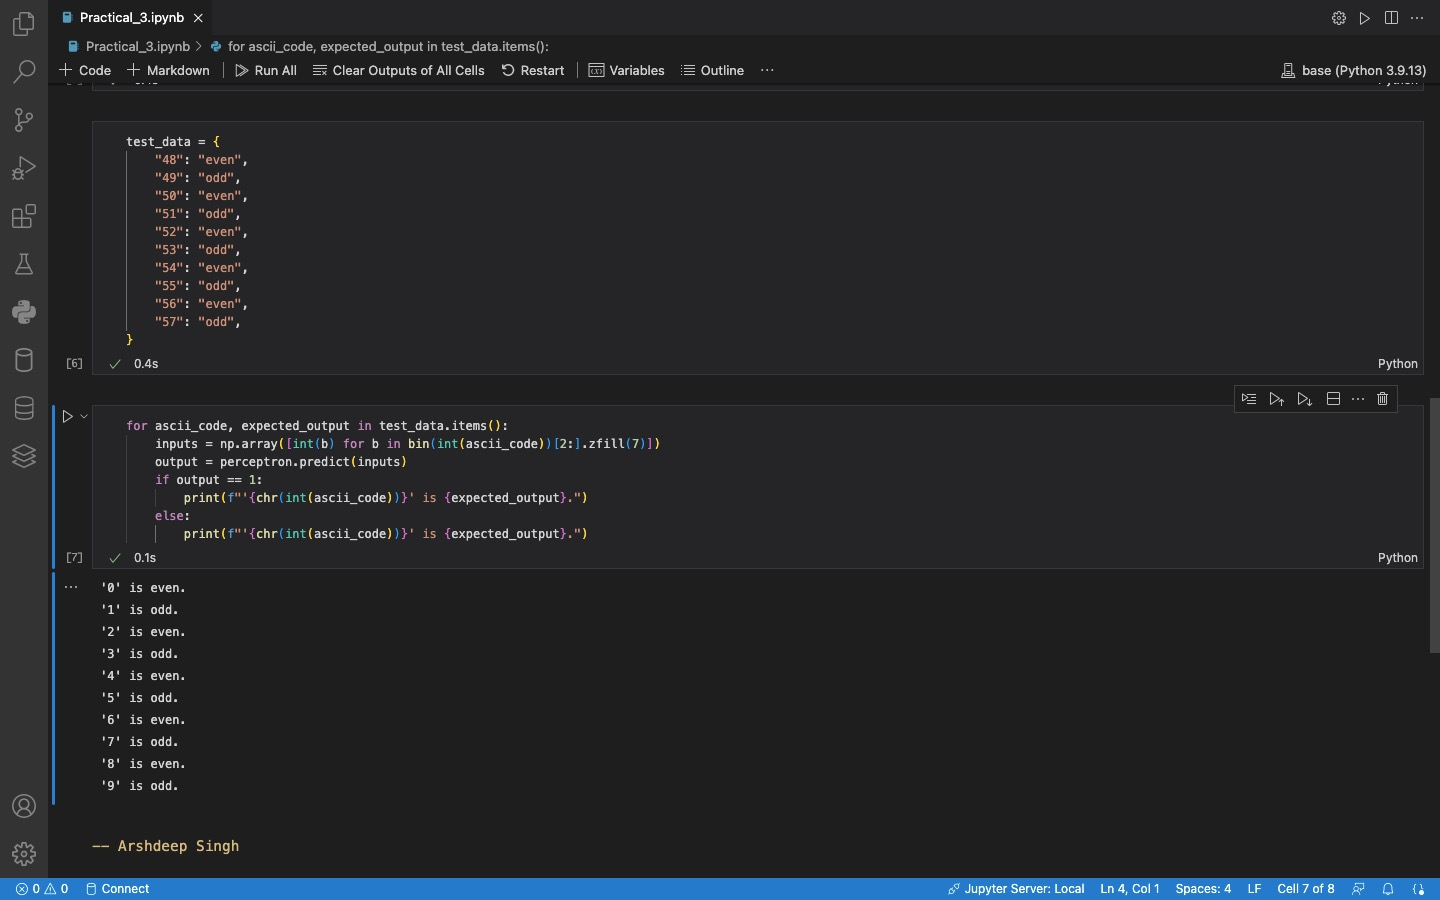 Practical_3.ipynb
Practical_3.ipynb > for ascii_code, expected_output in test_data.items():
+ Code + Markdown Run All Clear Outputs of All Cells Restart Variables Outline ... base (Python 3.9.13)
test_data = {
"48": "even",
"49": "odd",
"50": "even",
"51": "odd",
"52": "even",
"53": "odd",
"54": "even",
"55": "odd",
"56": "even",
"57": "odd",
}
[6] 0.4s Python
for ascii_code, expected_output in test_data.items():
inputs = np.array([int(b) for b in bin(int(ascii_code))[2:].zfill(7)])
output = perceptron.predict(inputs)
if output == 1:
print(f"'{chr(int(ascii_code))}' is {expected_output}.")
else:
print(f"'{chr(int(ascii_code))}' is {expected_output}.")
[7] 0.1s Python
'0' is even.
'1' is odd.
'2' is even.
'3' is odd.
'4' is even.
'5' is odd.
'6' is even.
'7' is odd.
'8' is even.
'9' is odd.
-- Arshdeep Singh
0 0 Connect Jupyter Server: Local Ln 4, Col 1 Spaces: 4 LF Cell 7 of 8